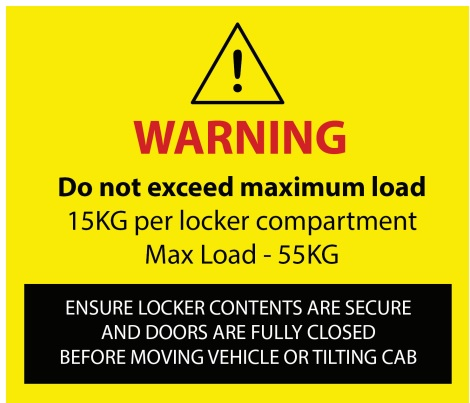 WARNING
Do not exceed maximum load
15KG per locker compartment
Max Load - 55KG
ENSURE LOCKER CONTENTS ARE SECURE
AND DOORS ARE FULLY CLOSED
BEFORE MOVING VEHICLE OR TILTING CAB